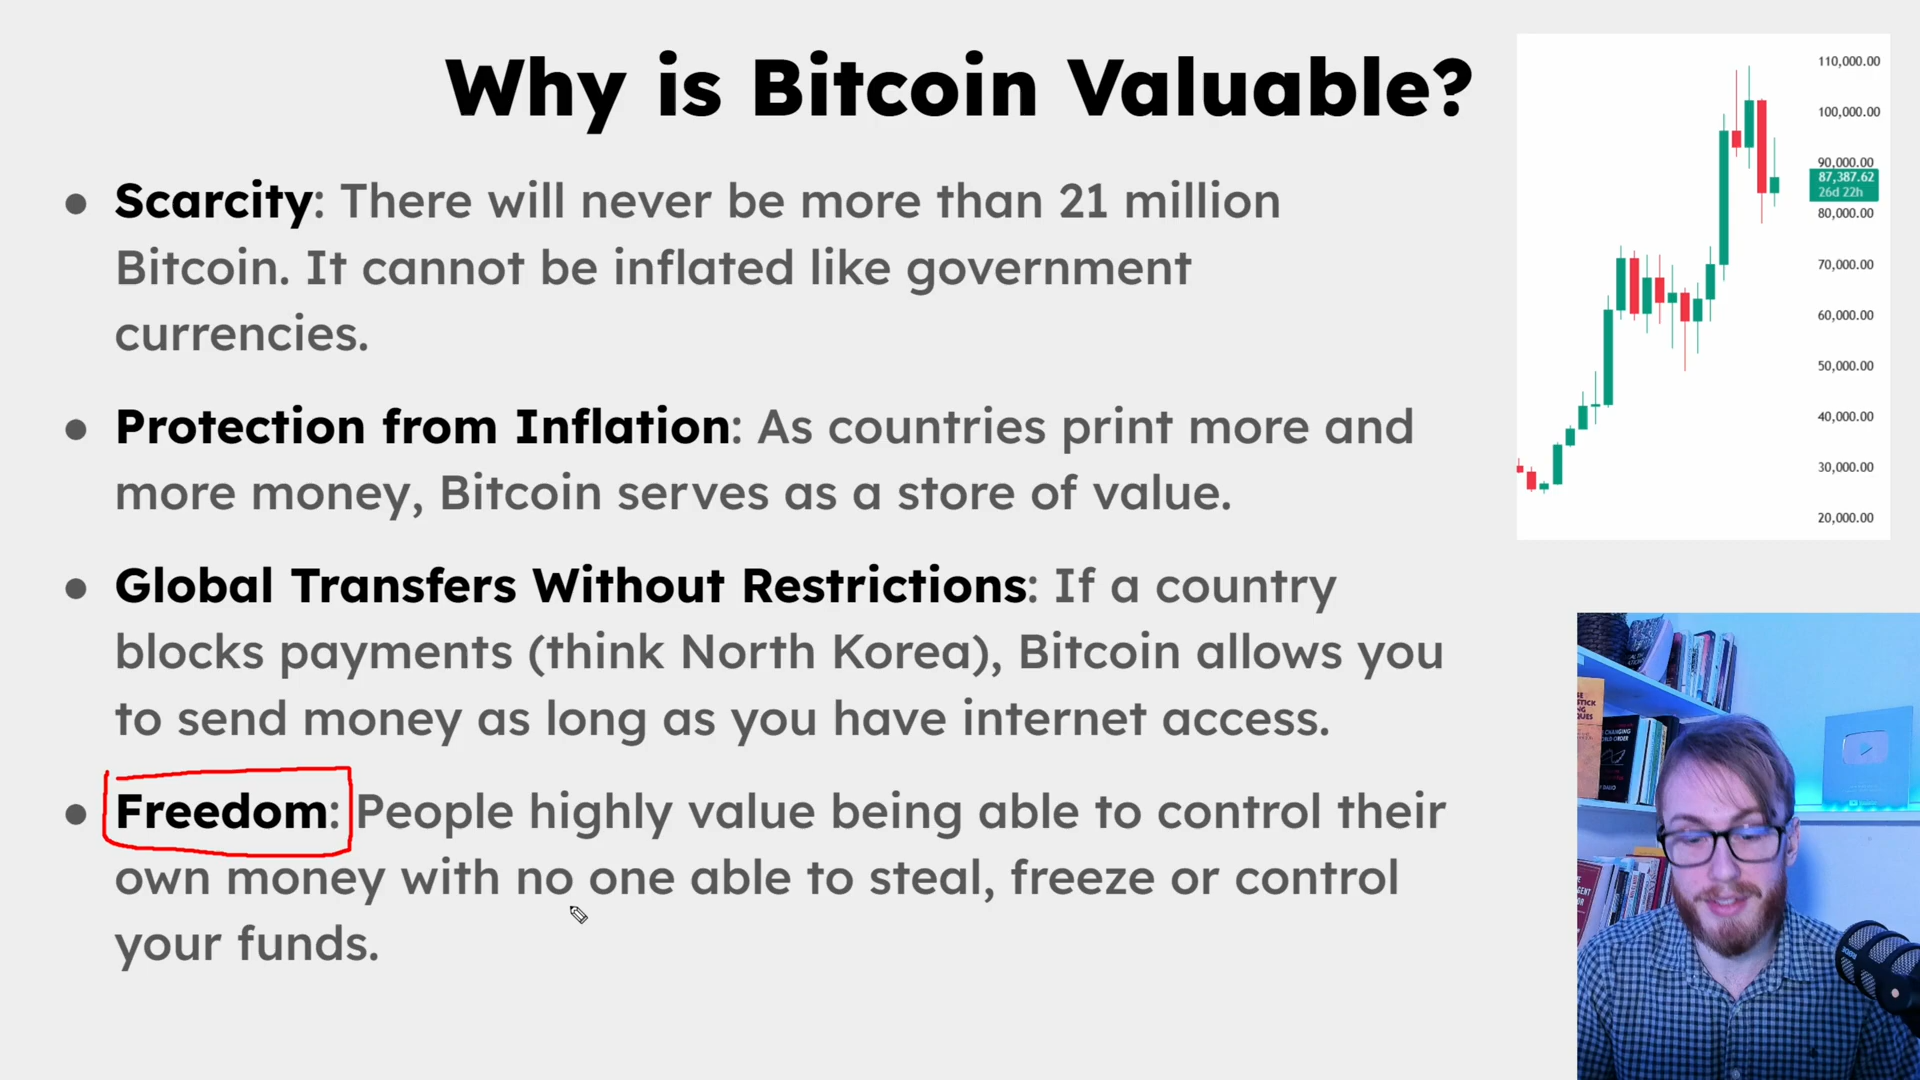 Why is Bitcoin Valuable?
● Scarcity: There will never be more than 21 million
Bitcoin. It cannot be inflated like government
currencies.
● Protection from Inflation: As countries print more and
more money, Bitcoin serves as a store of value.
● Global Transfers Without Restrictions: If a country
blocks payments (think North Korea), Bitcoin allows you
to send money as long as you have internet access.
● Freedom: People highly value being able to control their
own money with no one able to steal, freeze or control
your funds.
110,000.00
100,000.00
90,000.00
87,387.62
26d 22h
80,000.00
70,000.00
60,000.00
50,000.00
40,000.00
30,000.00
20,000.00
CHANGING
ORDER